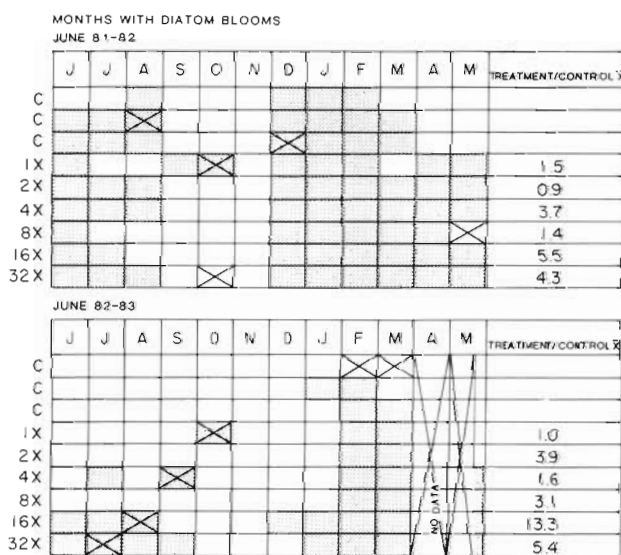 MONTHS WITH DIATOM BLOOMS
JUNE 81-82
J J A S O N D J F M A M TREATMENT/CONTROL X̄
C
C
C
1X 1.5
2X 0.9
4X 3.7
8X 1.4
16X 5.5
32X 4.3
JUNE 82-83
J J A S O N D J F M A M TREATIMENT/CONTROL X̄
C
C
C
1X 1.0
2X 3.9
4X 1.6
8X 3.1
16X 13.3
32X 5.4
NO DATA